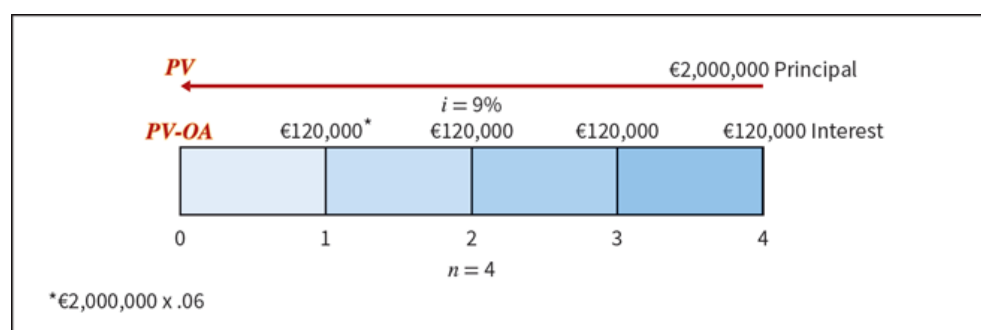 PV €2,000,000 Principal
i = 9%
PV-OA €120,000* €120,000 €120,000 €120,000 Interest
0 1 2 3 4
n = 4
*€2,000,000 x .06